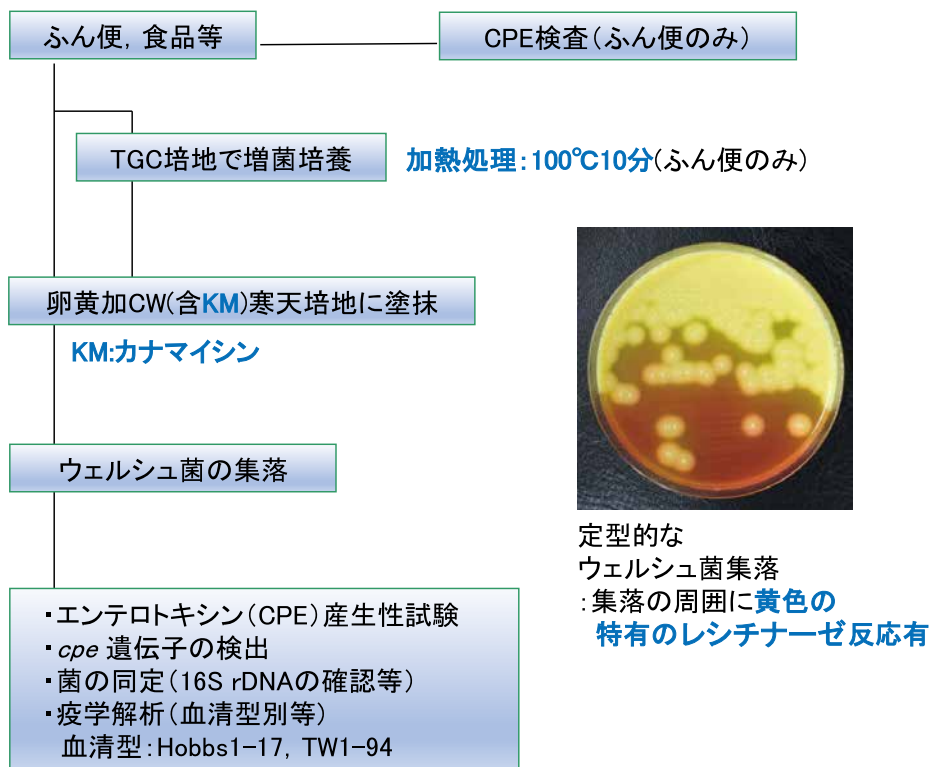 ふん便，食品等
CPE検査（ふん便のみ）
TGC培地で増菌培養
加熱処理：100℃10分(ふん便のみ)
卵黄加CW(含KM)寒天培地に塗抹
KM:カナマイシン
ウェルシュ菌の集落
定型的な
ウェルシュ菌集落
：集落の周囲に黄色の
特有のレシチナーゼ反応有
・エンテロトキシン（CPE）産生性試験
・cpe 遺伝子の検出
・菌の同定（16S rDNAの確認等）
・疫学解析（血清型別等）
血清型：Hobbs1-17，TW1-94